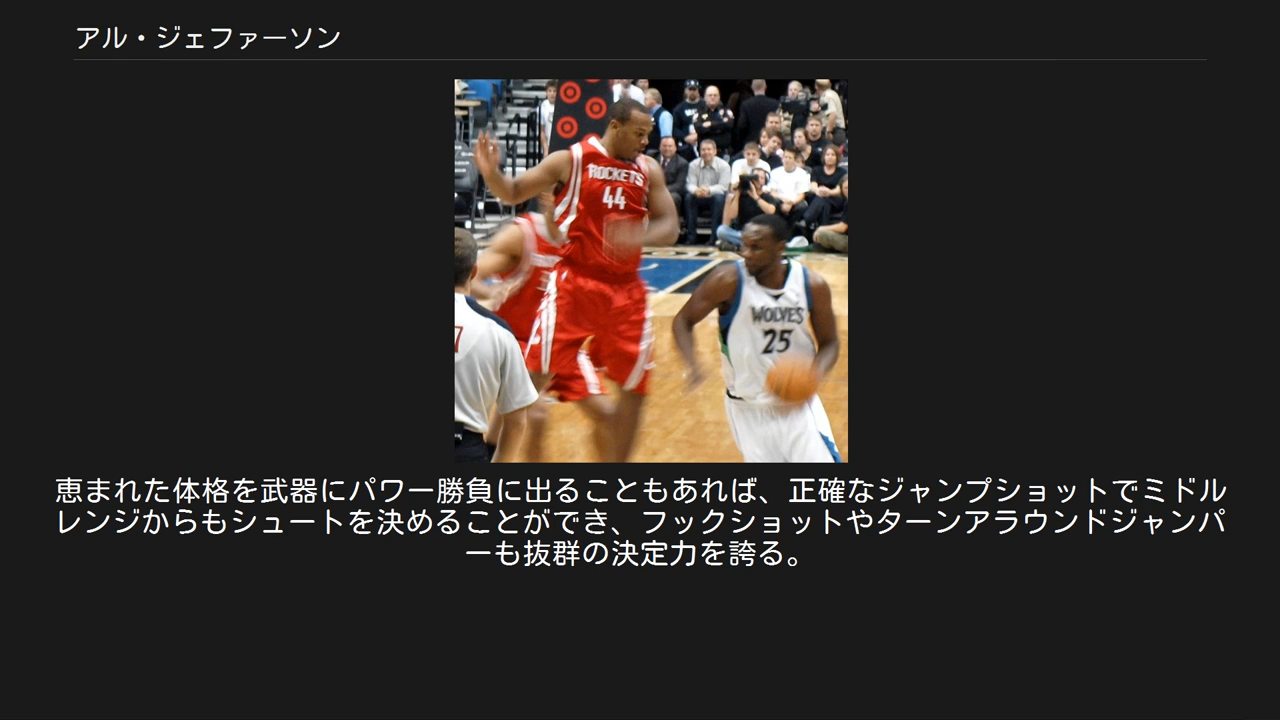 アル・ジェファーソン
ROCKETS
44
WOLVES
25
7
恵まれた体格を武器にパワー勝負に出ることもあれば、正確なジャンプショットでミドル
レンジからもシュートを決めることができ、フックショットやターンアラウンドジャンパ
ーも抜群の決定力を誇る。